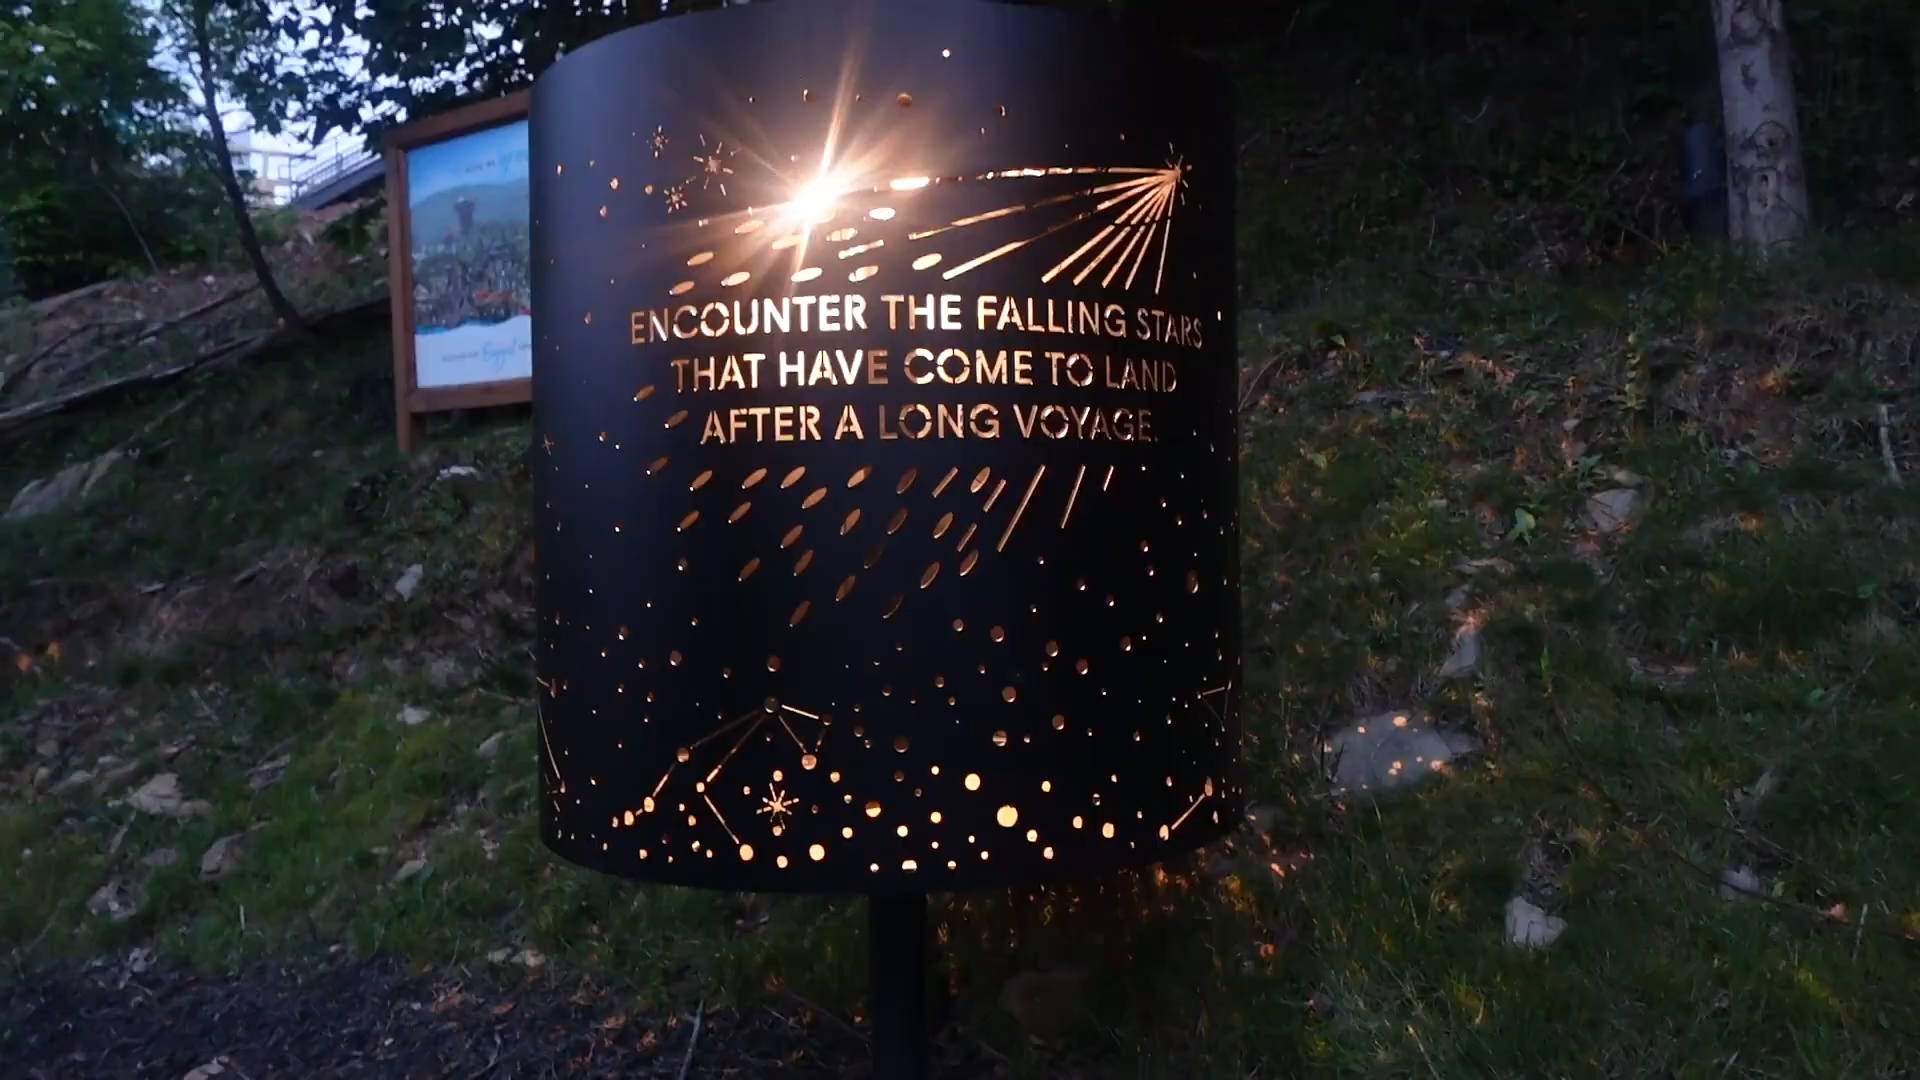 ENCOUNTER THE FALLING STARS
THAT HAVE COME TO LAND
AFTER A LONG VOYAGE.